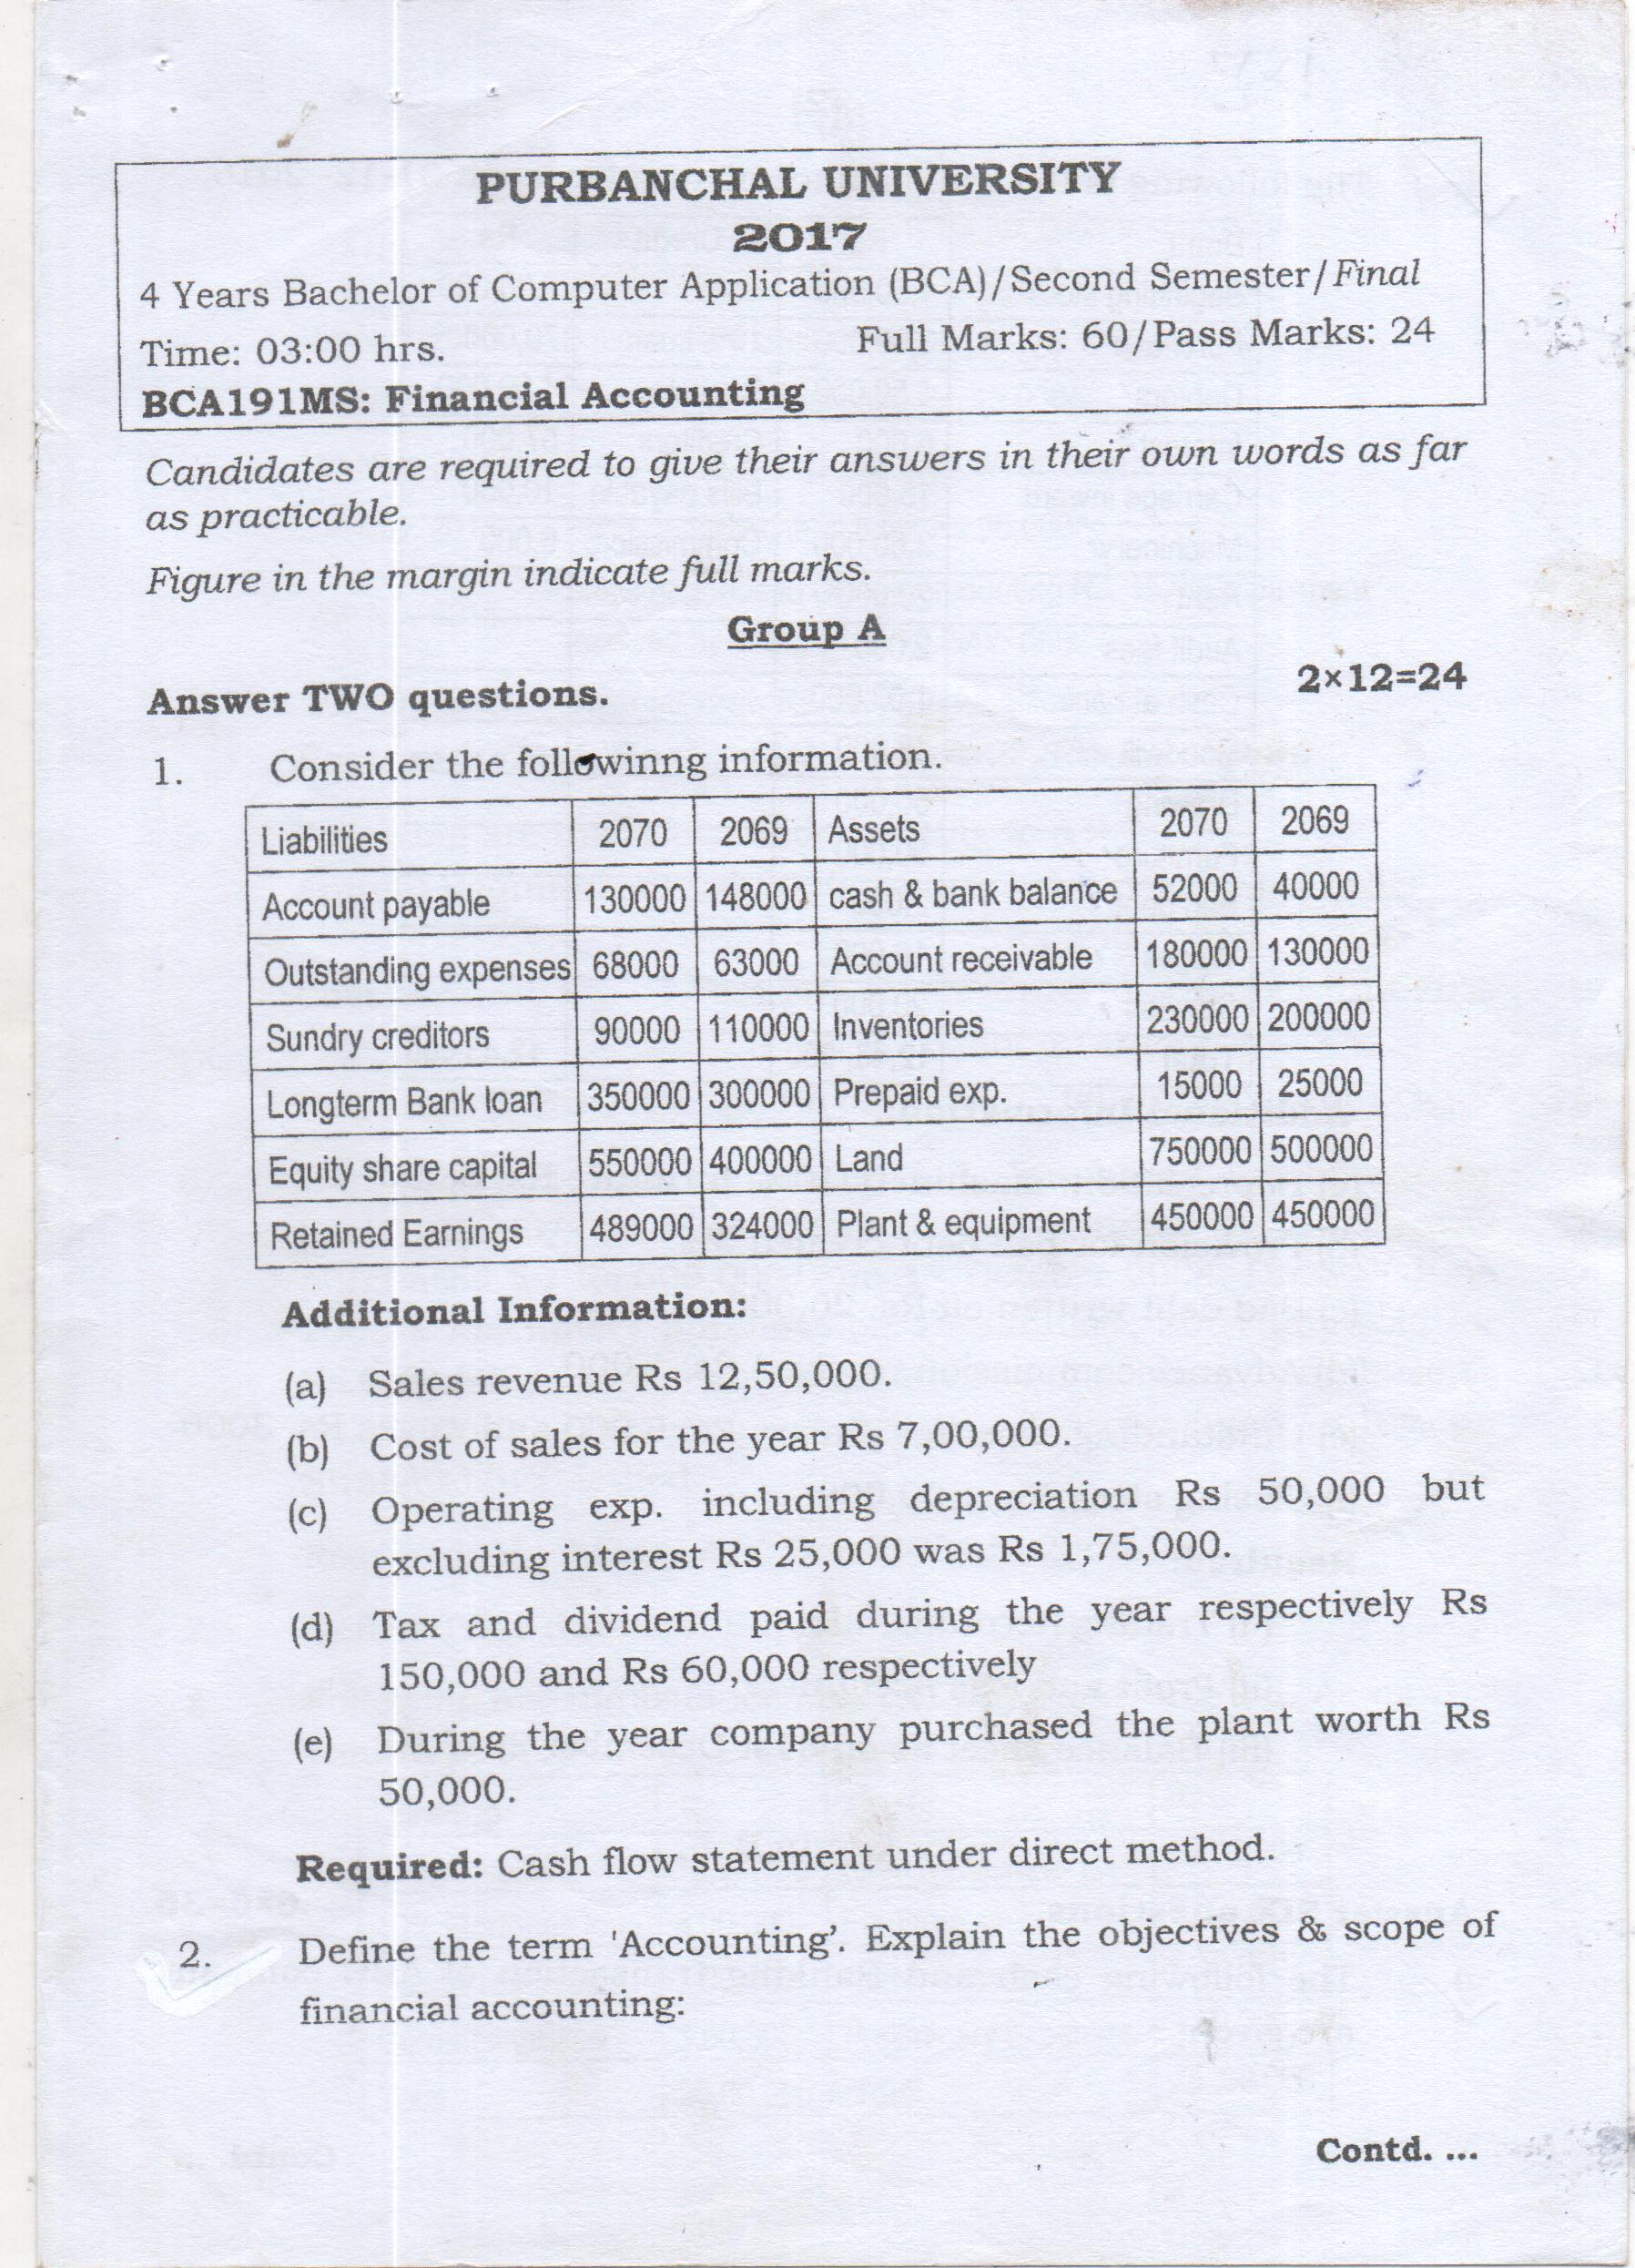 PURBANCHAL UNIVERSITY
2017
4 Years Bachelor of Computer Application (BCA)/Second Semester/Final
Time: 03:00 hrs. Full Marks: 60/Pass Marks: 24
BCA191MS: Financial Accounting
Candidates are required to give their answers in their own words as far
as practicable.
Figure in the margin indicate full marks.
Group A
Answer TWO questions. 2×12=24
1. Consider the followinng information.
Liabilities 2070 2069 Assets 2070 2069
Account payable 130000 148000 cash & bank balance 52000 40000
Outstanding expenses 68000 63000 Account receivable 180000 130000
Sundry creditors 90000 110000 Inventories 230000 200000
Longterm Bank loan 350000 300000 Prepaid exp. 15000 25000
Equity share capital 550000 400000 Land 750000 500000
Retained Earnings 489000 324000 Plant & equipment 450000 450000
Additional Information:
(a) Sales revenue Rs 12,50,000.
(b) Cost of sales for the year Rs 7,00,000.
(c) Operating exp. including depreciation Rs 50,000 but
excluding interest Rs 25,000 was Rs 1,75,000.
(d) Tax and dividend paid during the year respectively Rs
150,000 and Rs 60,000 respectively
(e) During the year company purchased the plant worth Rs
50,000.
Required: Cash flow statement under direct method.
2. Define the term 'Accounting’. Explain the objectives & scope of
financial accounting:
Contd. ...